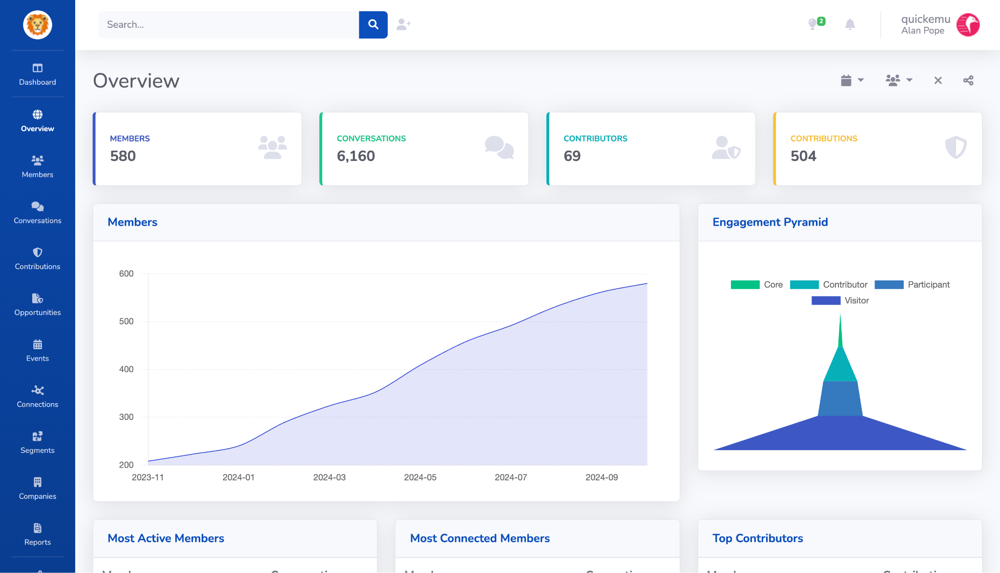 Search...
2
quickemu
Alan Pope
Dashboard
Overview
Members
Conversations
Contributions
Opportunities
Events
Connections
Segments
Companies
Reports
Overview
MEMBERS
580
CONVERSATIONS
6,160
CONTRIBUTORS
69
CONTRIBUTIONS
504
Members
600
500
400
300
200
2023-11 2024-01 2024-03 2024-05 2024-07 2024-09
Engagement Pyramid
Core Contributor Participant
Visitor
Most Active Members
Most Connected Members
Top Contributors